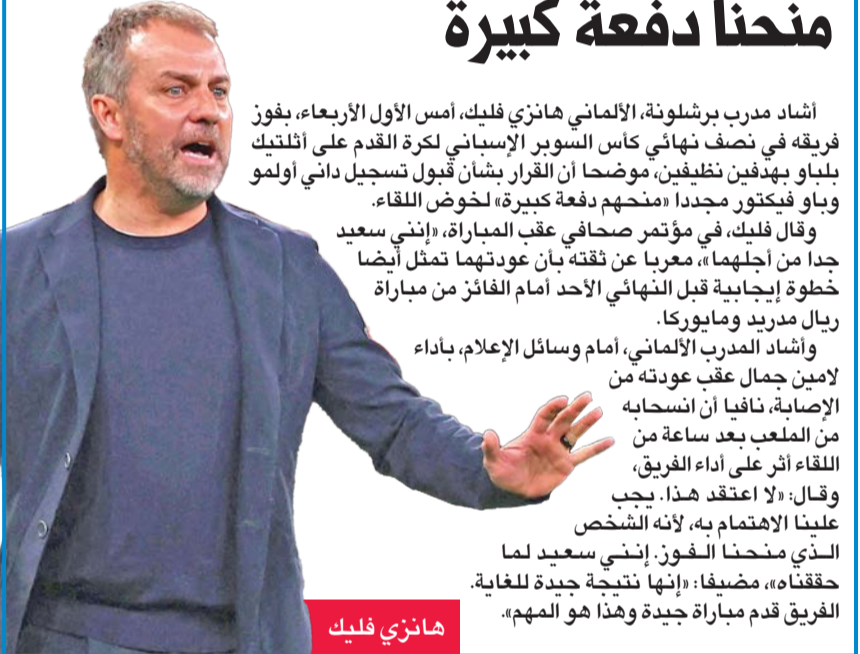 منحنا دفعة كبيرة
أشاد مدرب برشلونة، الألماني هانزي فليك، أمس الأول الأربعاء، بفوز
فريقه في نصف نهائي كأس السوبر الإسباني لكرة القدم على أثلتيك
بلباو بهدفين نظيفين، موضحا أن القرار بشأن قبول تسجيل داني أولمو
وباو فيكتور مجددا «منحهم دفعة كبيرة» لخوض اللقاء.
وقال فليك، في مؤتمر صحافي عقب المباراة، «إنني سعيد
جدا من أجلهما»، معربا عن ثقته بأن عودتهما تمثل أيضا
خطوة إيجابية قبل النهائي الأحد أمام الفائز من مباراة
ريال مدريد ومايوركا.
وأشاد المدرب الألماني، أمام وسائل الإعلام، بأداء
لامين جمال عقب عودته من
الإصابة، نافيا أن انسحابه
من الملعب بعد ساعة من
اللقاء أثر على أداء الفريق،
وقال: «لا اعتقد هذا. يجب
علينا الاهتمام به، لأنه الشخص
الذي منحنا الفوز. إنني سعيد لما
حققناه»، مضيفا: «إنها نتيجة جيدة للغاية.
الفريق قدم مباراة جيدة وهذا هو المهم».
هانزي فليك